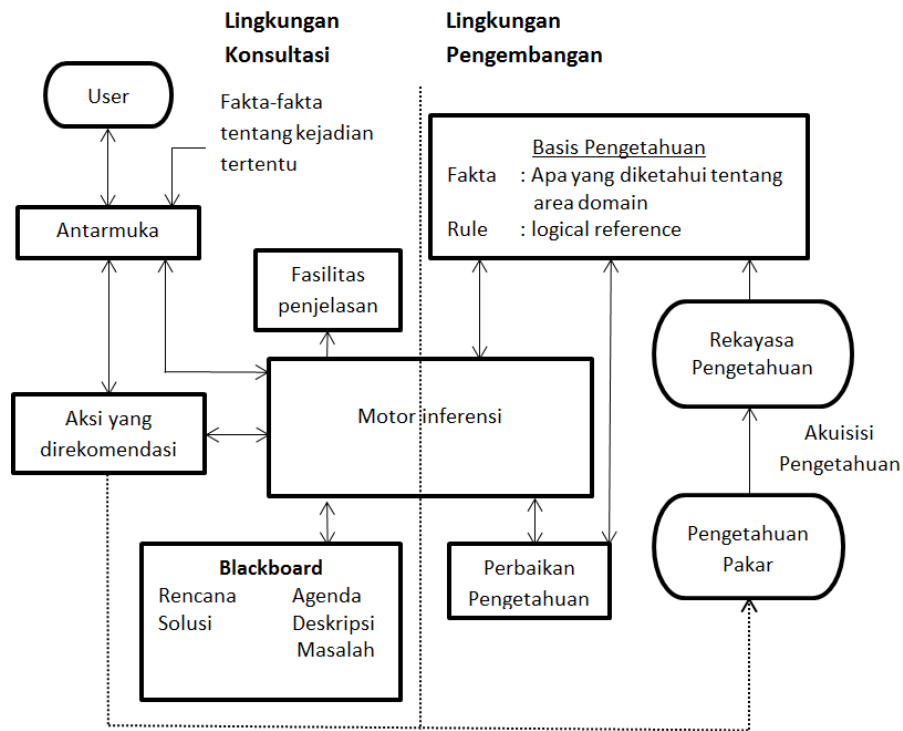 Lingkungan
Konsultasi
Lingkungan
Pengembangan
User
Fakta-fakta
tentang kejadian
tertentu
Basis Pengetahuan
Fakta : Apa yang diketahui tentang
area domain
Rule : logical reference
Antarmuka
Fasilitas
penjelasan
Rekayasa
Pengetahuan
Motor inferensi
Aksi yang
direkomendasi
Akuisisi
Pengetahuan
Pengetahuan
Pakar
Blackboard
Rencana Agenda
Solusi Deskripsi
Masalah
Perbaikan
Pengetahuan